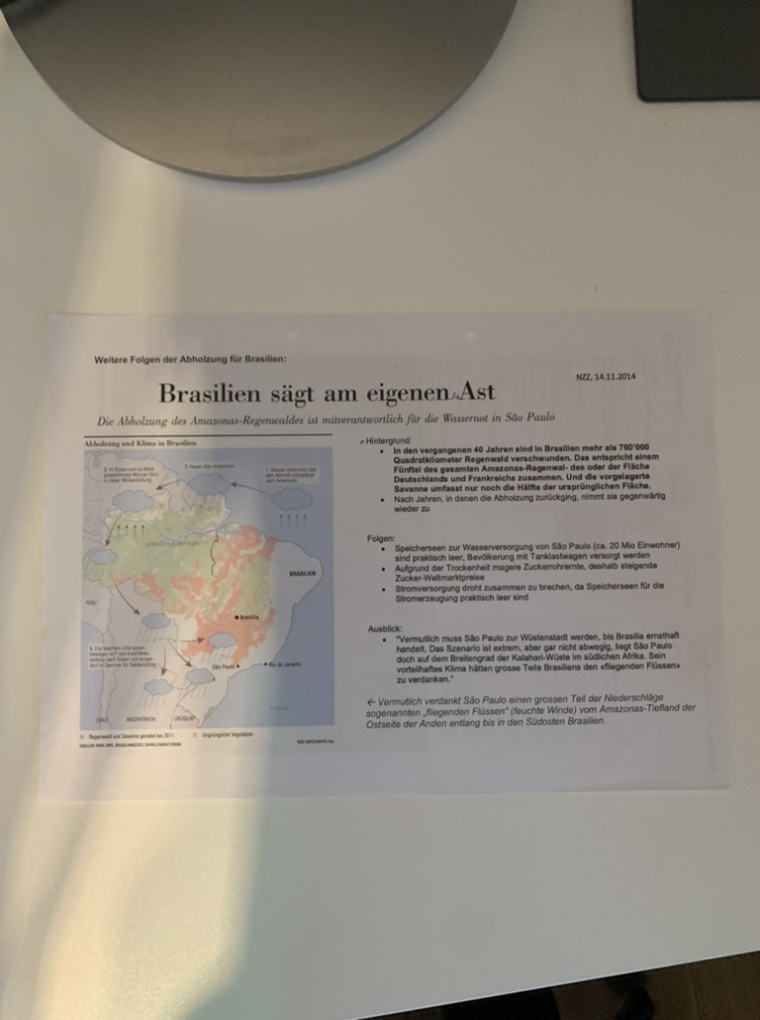 Weitere Folgen der Abholzung für Brasilien:
NZZ, 14.11.2014
Brasilien sägt am eigenen Ast
Die Abholzung des Amazonas-Regenwaldes ist mitverantwortlich für die Wassernot in São Paulo
Abholzung und Klima in Brasilien
BRASILIEN
PERU
Brasília
São Paulo
Rio de Janeiro
CHILE
ARGENTINIEN
URUGUAY
Regenwald und Savanne gerodet bis 2011
Ursprüngliche Vegetation
Hintergrund:
• In den vergangenen 40 Jahren sind in Brasilien mehr als 760'000
Quadratkilometer Regenwald verschwunden. Das entspricht einem
Fünftel des gesamten Amazonas-Regenwal- des oder der Fläche
Deutschlands und Frankreichs zusammen. Und die vorgelagerte
Savanne umfasst nur noch die Hälfte der ursprünglichen Fläche.
• Nach Jahren, in denen die Abholzung zurückging, nimmt sie gegenwärtig
wieder zu
Folgen:
• Speicherseen zur Wasserversorgung von São Paulo (ca. 20 Mio Einwohner)
sind praktisch leer, Bevölkerung mit Tanklastwagen versorgt werden
• Aufgrund der Trockenheit magere Zuckerrohrernte, deshalb steigende
Zucker-Weltmarktpreise
• Stromversorgung droht zusammen zu brechen, da Speicherseen für die
Stromerzeugung praktisch leer sind
Ausblick:
• "Vermutlich muss São Paulo zur Wüstenstadt werden, bis Brasilia ernsthaft
handelt. Das Szenario ist extrem, aber gar nicht abwegig, liegt São Paulo
doch auf dem Breitengrad der Kalahari-Wüste im südlichen Afrika. Sein
vorteilhaftes Klima hätten grosse Teile Brasiliens den «fliegenden Flüssen»
zu verdanken."
← Vermutlich verdankt São Paulo einen grossen Teil der Niederschläge
sogenannten „fliegenden Flüssen" (feuchte Winde) vom Amazonas-Tiefland der
Ostseite der Anden entlang bis in den Südosten Brasilien.